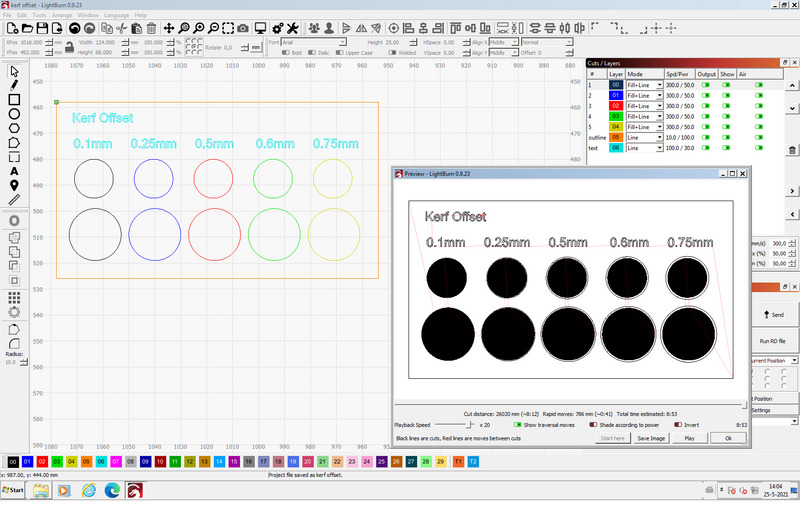 kerf offset - LightBurn 0.9.23
Edit Tools Arrange Window Language Help
XPos 1016.000 mm Width 124.000 mm 100.000 %
YPos 492.000 mm Height 68.000 mm 100.000 %
Rotate 0,0 mm
Font Arial Height 25.00 HSpace 0.00 Align X Middle Normal
Bold Italic Upper Case Welded VSpace 0.00 Align Y Middle Offset 0
1080 1070 1060 1050 1040 1030 1020 1010 1000 990 980 970 960 950 940 930 920 910 900 890 880
450 460 470 480 490 500 510 520 530 540 550 560 570 580 590
Kerf Offset
0.1mm 0.25mm 0.5mm 0.6mm 0.75mm
Radius:
10.0
Cuts / Layers
# Layer Mode Spd/Pwr Output Show Air
1 00 Fill+Line 300.0 / 50.0
2 01 Fill+Line 300.0 / 50.0
3 02 Fill+Line 300.0 / 50.0
4 03 Fill+Line 300.0 / 50.0
5 04 Fill+Line 300.0 / 50.0
outline 05 Line 10.0 / 100.0
text 06 Line 100.0 / 30.0
mm/s) 300,0
(%) 50,00
(%) 50,00
Send
Run RD file
Current Position
Position
Settings
Preview - LightBurn 0.9.23
Kerf Offset
0.1mm 0.25mm 0.5mm 0.6mm 0.75mm
Cut distance: 26020 mm (~8:12) Rapid moves: 786 mm (~0:41) Total time estimated: 8:53
Playback Speed x 20 Show traversal moves Shade according to power Invert 8:53
Black lines are cuts, Red lines are moves between cuts Start here Save Image Play Ok
00 01 02 03 04 05 06 07 08 09 10 11 12 13 14 15 16 17 18 19 20 21 22 23 24 25 26 27 28 29 T1 T2
x: 987.00, y: 444.00 mm Project file saved as kerf offset.
Start
14:04
25-5-2021